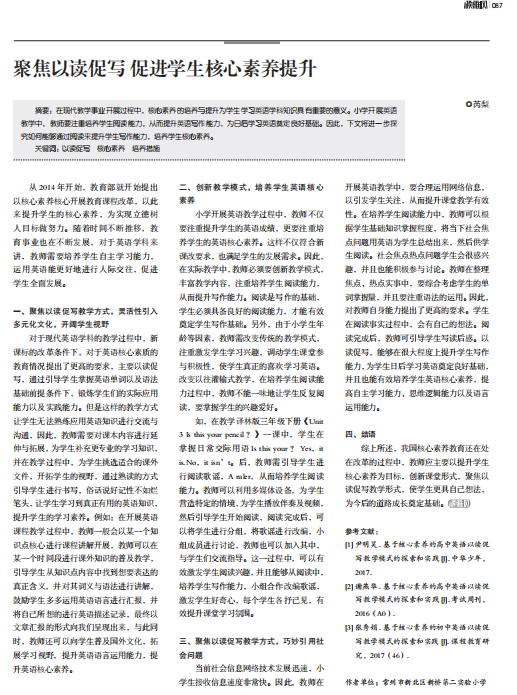 教师博览 087
聚焦以读促写 促进学生核心素养提升
芮梨
摘要：在现代教学事业开展过程中，核心素养的培养与提升为学生学习英语学科知识具有重要的意义。小学开展英语
教学中，教师要注重培养学生阅读能力，从而提升英语写作能力，为日后学习英语奠定良好基础。因此，下文将进一步探
究如何能够通过阅读来提升学生写作能力，培养学生核心素养。
关键词：以读促写 核心素养 培养措施
从 2014 年开始，教育部就开始提出
以核心素养核心开展教育课程改革，以此
来提升学生的核心素养，为实现立德树
人目标做努力。随着时间不断推移，教
育事业也在不断发展，对于英语学科来
讲，教师需要培养学生自主学习能力，
运用英语能更好地进行人际交往，促进
学生全面发展。
一、聚焦以读促写教学方式，灵活性引入
多元化文化，开阔学生视野
对于现代英语学科的教学过程中，新
课标的改革条件下，对于英语核心素质的
教育情况提出了更高的要求，主要以读促
写，通过引导学生掌握英语单词以及语法
基础前提条件下，锻炼学生们的实际应用
能力以及实践能力。但是这样的教学方式
让学生无法熟练应用英语知识进行交流与
沟通，因此，教师需要对课本内容进行延
伸与拓展，为学生补充更专业的学习知识，
并在教学过程中，为学生挑选适合的课外
文件，开拓学生的视野，通过熟读的方式
引导学生进行书写，俗话说好记性不如烂
笔头，让学生学习到真正有用的英语知识，
提升学生的学习素养。例如：在开展英语
课程教学过程中，教师一般会以某一个知
识点核心进行课程讲解开展，教师可以在
某一个时间段进行课外知识的普及教学，
引导学生从知识点内容中找到想要表达的
真正含义，并对其词义与语法进行讲解，
鼓励学生多多运用英语语言进行汇报，并
将自己所想的进行英语描述记录，最终以
文章汇报的形式向我们呈现出来，与此同
时，教师还可以向学生普及国外文化，拓
展学习视野，提升英语语言运用能力，提
升英语核心素养。
二、创新教学模式，培养学生英语核心
素养
小学开展英语教学过程中，教师不仅
要注重提升学生的英语成绩，更要注重培
养学生的英语核心素养。这样不仅符合新
课改要求，也满足学生的发展需求。因此，
在实际教学中，教师必须要创新教学模式，
丰富教学内容，注重培养学生阅读能力，
从而提升写作能力。阅读是写作的基础，
学生必须具备良好的阅读能力，才能有效
奠定学生写作基础。另外，由于小学生年
龄等因素，教师需改变传统的教学模式，
注重激发学生学习兴趣，调动学生课堂参
与积极性，使学生真正的喜欢学习英语。
改变以往灌输式教学，在培养学生阅读能
力过程中，教师不能一味地让学生反复阅
读，要掌握学生的兴趣爱好。
如，在教学译林版三年级下册《Unit
3 Is this your pencil？》一课中，学生在
掌握日常交际用语 Is this your？ Yes，it
is.No，it isn’t。后，教师需引导学生进
行阅读歌谣，A ruler，从而培养学生阅读
能力。教师可以利用多媒体设备，为学生
营造特定的情境，为学生播放伴奏及视频，
然后引导学生开始阅读，阅读完成后，可
以将学生进行分组，将歌谣进行改编，小
组成员进行讨论，教师也可以加入其中，
与学生们交流指导。这一过程中，可以有
效激发学生阅读兴趣，并且能够从阅读中，
培养学生写作能力，小组合作改编歌谣，
激发学生好奇心，每个学生各抒己见，有
效提升课堂学习氛围。
三、聚焦以读促写教学方式，巧妙引用社
会问题
当前社会信息网络技术发展迅速，小
学生接收信息速度非常快。因此，教师在
开展英语教学中，要合理运用网络信息，
以引发学生关注，从而提升课堂教学有效
性。在培养学生阅读能力中，教师可以根
据学生基础知识掌握程度，将当下社会焦
点问题用英语为学生总结出来，然后供学
生阅读。社会焦点热点问题学生会很感兴
趣，并且也能积极参与讨论。教师在整理
焦点、热点实事中，要综合考虑学生的单
词掌握量，并且要注重语法的运用。因此，
对教师自身能力提出了更高的要求。学生
在阅读事实过程中，会有自己的想法。阅
读完成后，教师可引导学生写读后感。以
读促写，能够在很大程度上提升学生写作
能力，为学生日后学习英语奠定良好基础，
并且也能有效培养学生英语核心素养，提
高自主学习能力、思维逻辑能力以及语言
运用能力。
四、结语
综上所述，我国核心素养教育还在处
在改革的过程中，教师应主要以提升学生
核心素养为目标，创新课堂形式，聚焦以
读促写教学形式，使学生更具自己想法，
为今后的道路成长奠定基础。
参考文献：
[1] 尹明昊．基于核心素养的高中英语以读促
写教学模式的探索和实践 [J]．中华少年，
2017．
[2] 谢燕华．基于核心素养的高中英语以读促
写教学模式的探索和实践 [J]．考试周刊，
2016（A0）．
[3] 张秀娟．基于核心素养的初中英语以读促
写教学模式的探索和实践 [J]．课程教育研
究，2017（46）．
作者单位：常州市新北区新桥第二实验小学